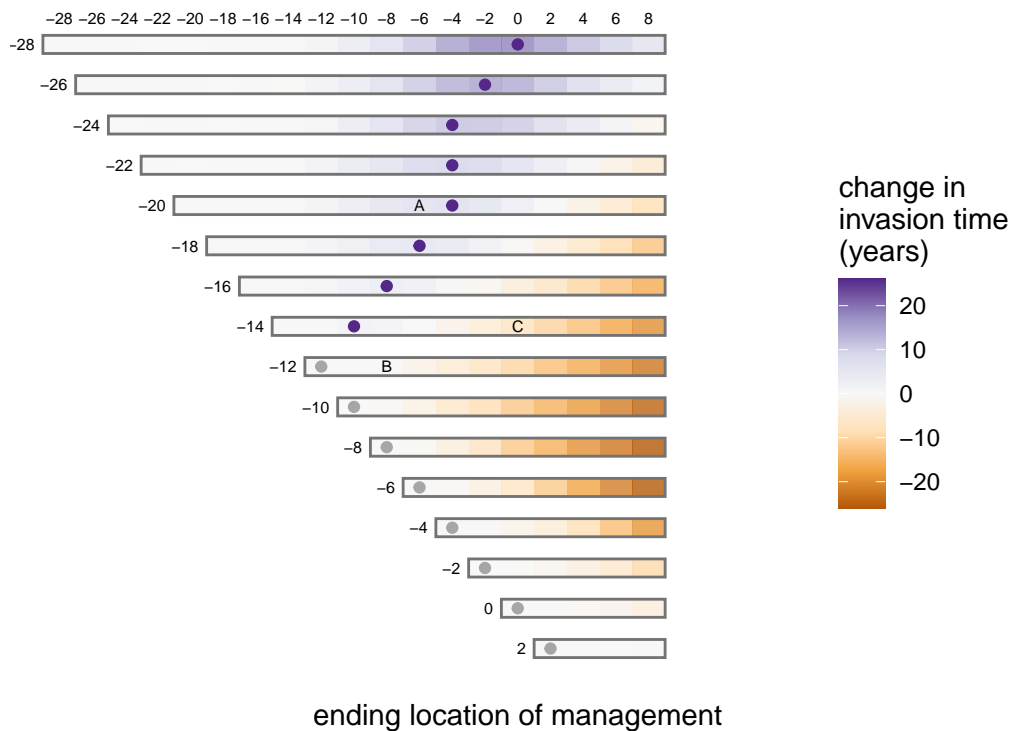 −28 −26 −24 −22 −20 −18 −16 −14 −12 −10 −8 −6 −4 −2 0 2 4 6 8
−28
−26
−24
−22
−20 A
−18
−16
−14 C
−12 B
−10
−8
−6
−4
−2
0
2
ending location of management
change in
invasion time
(years)
20
10
0
−10
−20